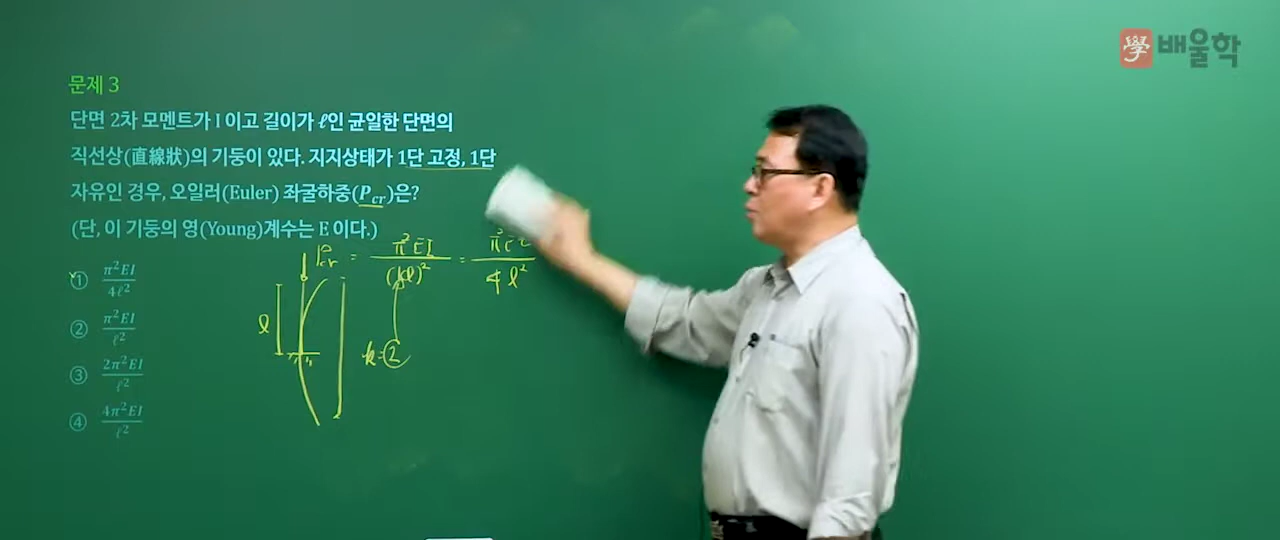 學 배울학
문제 3
단면 2차 모멘트가 I 이고 길이가 ℓ인 균일한 단면의
직선상(直線狀)의 기둥이 있다. 지지상태가 1단 고정, 1단
자유인 경우, 오일러(Euler) 좌굴하중(P_cr)은?
(단, 이 기둥의 영(Young)계수는 E 이다.)
① π²EI / 4ℓ²
② π²EI / ℓ²
③ 2π²EI / ℓ²
④ 4π²EI / ℓ²
P_cr = π²EI / (kl)² = π²EI / 4l²
l
k=2